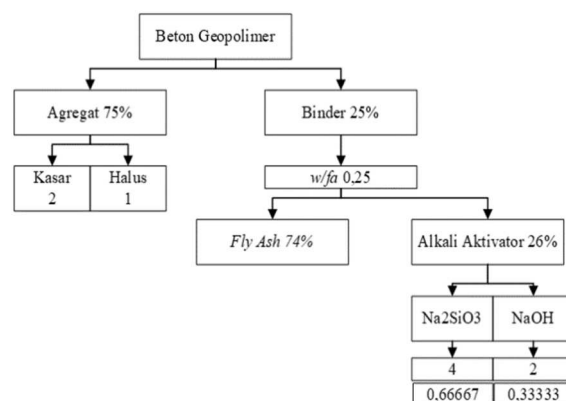 Beton Geopolimer
Agregat 75%
Binder 25%
Kasar
2
Halus
1
w/fa 0,25
Fly Ash 74%
Alkali Aktivator 26%
Na2SiO3
NaOH
4
2
0,66667
0,33333